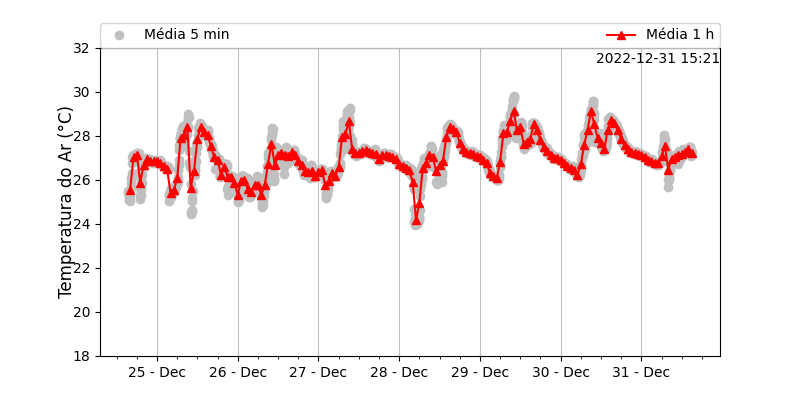 Média 5 min
Média 1 h
2022-12-31 15:21
Temperatura do Ar (°C)
32
30
28
26
24
22
20
18
25 - Dec
26 - Dec
27 - Dec
28 - Dec
29 - Dec
30 - Dec
31 - Dec